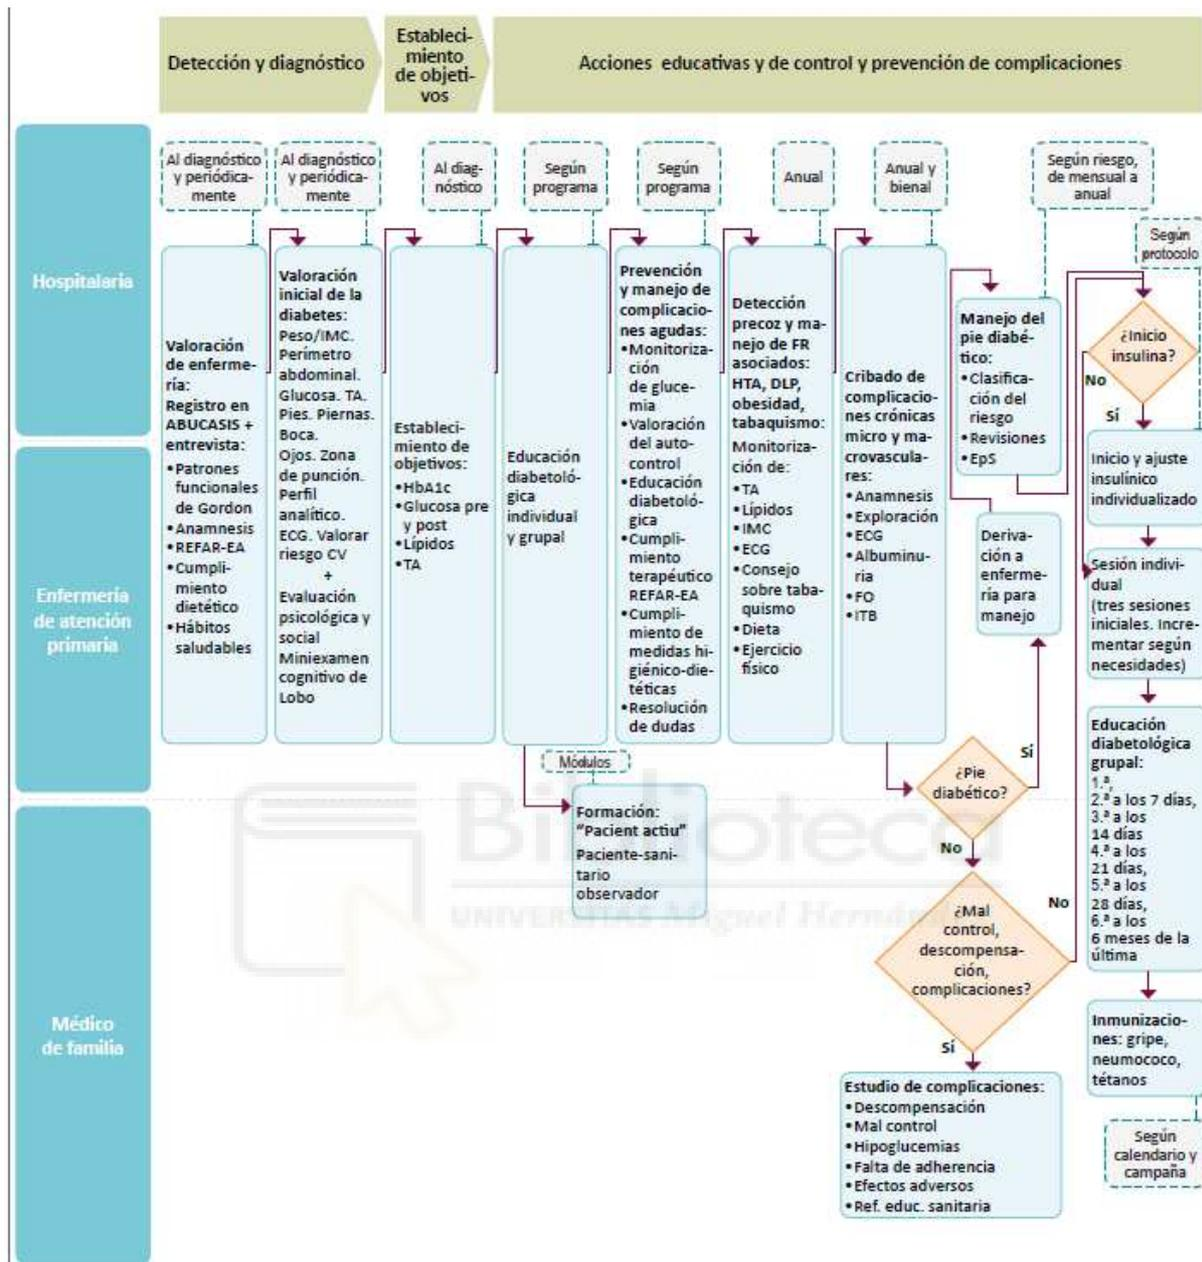 Detección y diagnóstico
Estableci-
miento
de objeti-
vos
Acciones educativas y de control y prevención de complicaciones
Hospitalaria
Enfermería
de atención
primaria
Médico
de familia
Al diagnóstico
y periódica-
mente
Al diagnóstico
y periódica-
mente
Al diag-
nóstico
Según
programa
Según
programa
Anual
Anual y
bienal
Según riesgo,
de mensual a
anual
Según
protocolo
Valoración
de enferme-
ría:
Registro en
ABUCASIS +
entrevista:
•Patrones
funcionales
de Gordon
•Anamnesis
•REFAR-EA
•Cumpli-
miento
dietético
•Hábitos
saludables
Valoración
inicial de la
diabetes:
Peso/IMC.
Perímetro
abdominal.
Glucosa. TA.
Pies. Piernas.
Boca.
Ojos. Zona
de punción.
Perfil
analítico.
ECG. Valorar
riesgo CV
+
Evaluación
psicológica y
social
Miniexamen
cognitivo de
Lobo
Establecimiento
de objetivos:
•HbA1c
•Glucosa pre
y post
•Lípidos
•TA
Educación
diabetoló-
gica
individual
y grupal
Prevención
y manejo de
complicacio-
nes agudas:
•Monitoriza-
ción
de gluce-
mia
•Valoración
del auto-
control
•Educación
diabetoló-
gica
•Cumpli-
miento
terapéutico
REFAR-EA
•Cumpli-
miento de
medidas hi-
giénico-die-
téticas
•Resolución
de dudas
Detección
precoz y ma-
nejo de FR
asociados:
HTA, DLP,
obesidad,
tabaquismo:
Monitoriza-
ción de:
•TA
•Lípidos
•IMC
•ECG
•Consejo
sobre taba-
quismo
•Dieta
•Ejercicio
físico
Cribado de
complicacio-
nes crónicas
micro y ma-
crovascula-
res:
•Anamnesis
•Exploración
•ECG
•Albuminu-
ria
•FO
•ITB
Manejo del
pie diabé-
tico:
•Clasifica-
ción del
riesgo
•Revisiones
•EpS
Derivación a
enferme-
ría para
manejo
¿Inicio
insulina?
No
Sí
Inicio y ajuste
insulínico
individualizado
Sesión indivi-
dual
(tres sesiones
iniciales. Incre-
mentar según
necesidades)
Educación
diabetológica
grupal:
1.ª,
2.ª a los 7 días,
3.ª a los
14 días
4.ª a los
21 días,
5.ª a los
28 días,
6.ª a los
6 meses de la
última
Inmunizacio-
nes: gripe,
neumococo,
tétanos
Según
calendario y
campaña
Módulos
Formación:
"Pacient actiu"
Paciente-sani-
tario
observador
¿Pie
diabético?
Sí
No
¿Mal
control,
descompensa-
ción,
complicaciones?
No
Sí
Estudio de complicaciones:
•Descompensación
•Mal control
•Hipoglucemias
•Falta de adherencia
•Efectos adversos
•Ref. educ. sanitaria
Biblioteca
UNIVERSITAS Miguel Hernández